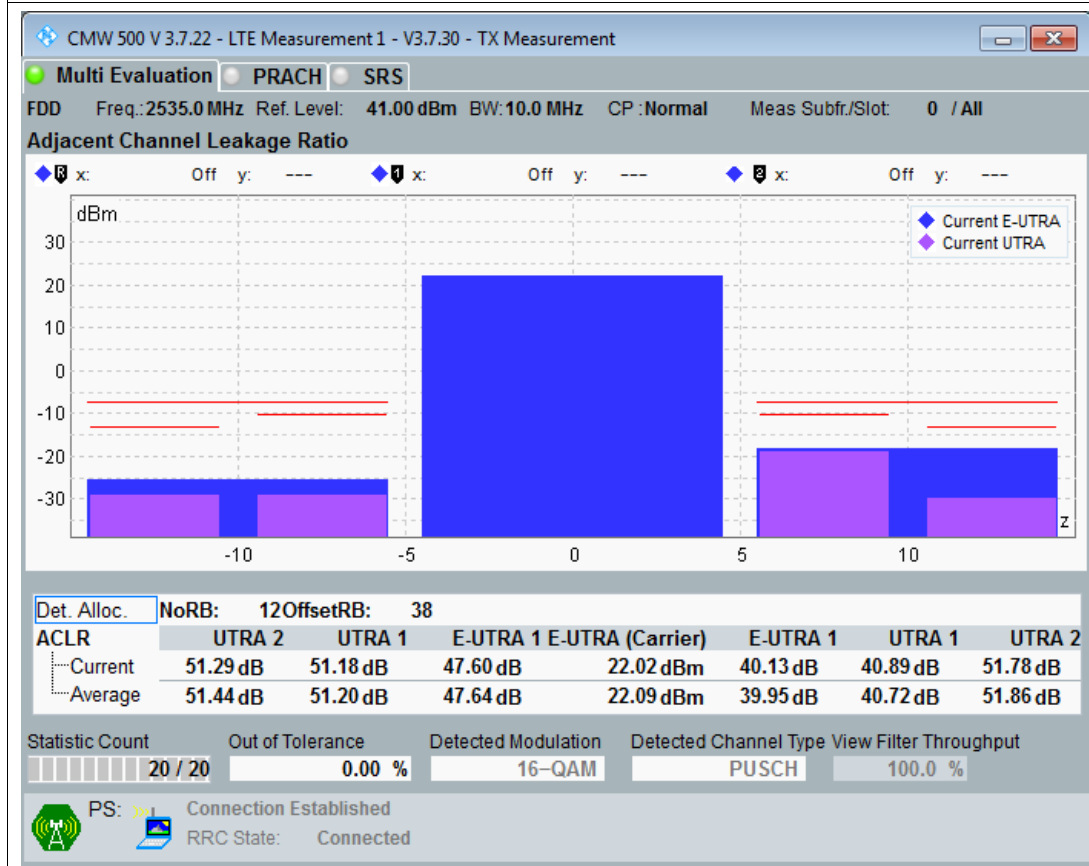 CMW 500 V 3.7.22 - LTE Measurement 1 - V3.7.30 - TX Measurement
Multi Evaluation PRACH SRS
FDD Freq.: 2535.0 MHz Ref. Level: 41.00 dBm BW: 10.0 MHz CP : Normal Meas Subfr./Slot: 0 / All
Adjacent Channel Leakage Ratio
R x: Off y: --- 1 x: Off y: --- 2 x: Off y: ---
dBm
Current E-UTRA
Current UTRA
30
20
10
0
-10
-20
-30
z
-10 -5 0 5 10
Det. Alloc. NoRB: 12 OffsetRB: 38
ACLR UTRA 2 UTRA 1 E-UTRA 1 E-UTRA (Carrier) E-UTRA 1 UTRA 1 UTRA 2
Current 51.29 dB 51.18 dB 47.60 dB 22.02 dBm 40.13 dB 40.89 dB 51.78 dB
Average 51.44 dB 51.20 dB 47.64 dB 22.09 dBm 39.95 dB 40.72 dB 51.86 dB
Statistic Count Out of Tolerance Detected Modulation Detected Channel Type View Filter Throughput
20 / 20 0.00 % 16-QAM PUSCH 100.0 %
PS: Connection Established
RRC State: Connected